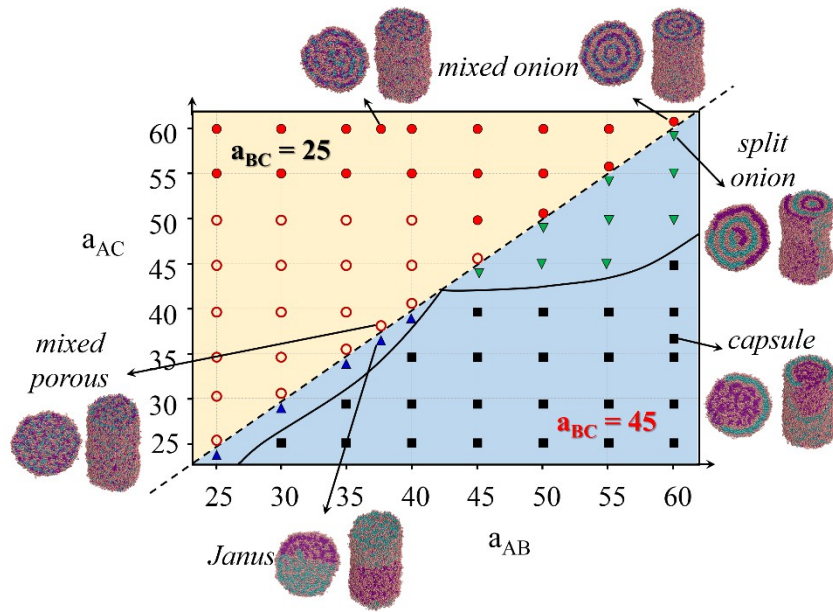 mixed onion
60
55
50
45
40
35
30
25
a_AC
a_BC = 25
split
onion
capsule
mixed
porous
a_BC = 45
25 30 35 40 45 50 55 60
Janus
a_AB